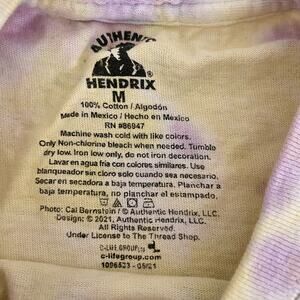 AUTHENTIC
HENDRIX
M
100% Cotton / Algodón
Made in Mexico / Hecho en Mexico
RN #86947
Machine wash cold with like colors.
Only Non-chlorine bleach when needed. Tumble
dry low. Iron low only, do not iron decoration.
Lavar en agua fria con colores similares. Use
blanqueador sin cloro solo cuando sea necesario.
Secar en secadora a baja temperatura. Planchar a
baja temperatura, no planchar el estampado.
Photo: Cal Bernstein / © Authentic Hendrix, LLC.
Design: © 2021, Authentic Hendrix, LLC.
All Rights Reserved.
Under License to The Thread Shop.
C-LIFE GROUP
c-lifegroup.com
05/21